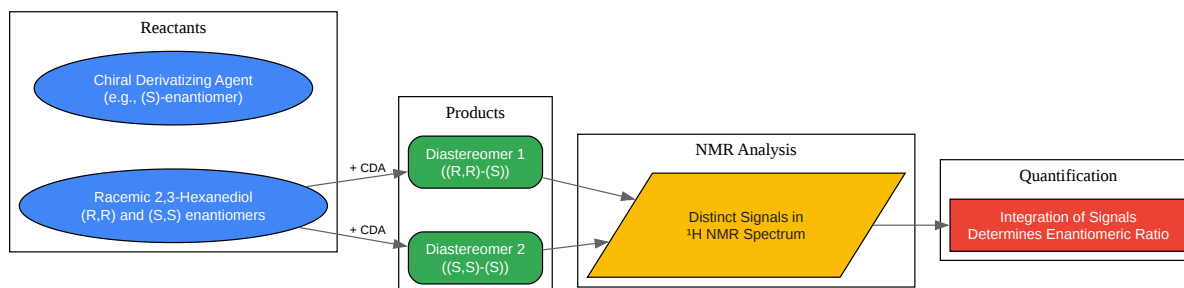 Reactants
Chiral Derivatizing Agent
(e.g., (S)-enantiomer)
Racemic 2,3-Hexanediol
(R,R) and (S,S) enantiomers
+ CDA
+ CDA
Products
Diastereomer 1
((R,R)-(S))
Diastereomer 2
((S,S)-(S))
NMR Analysis
Distinct Signals in
¹H NMR Spectrum
Quantification
Integration of Signals
Determines Enantiomeric Ratio